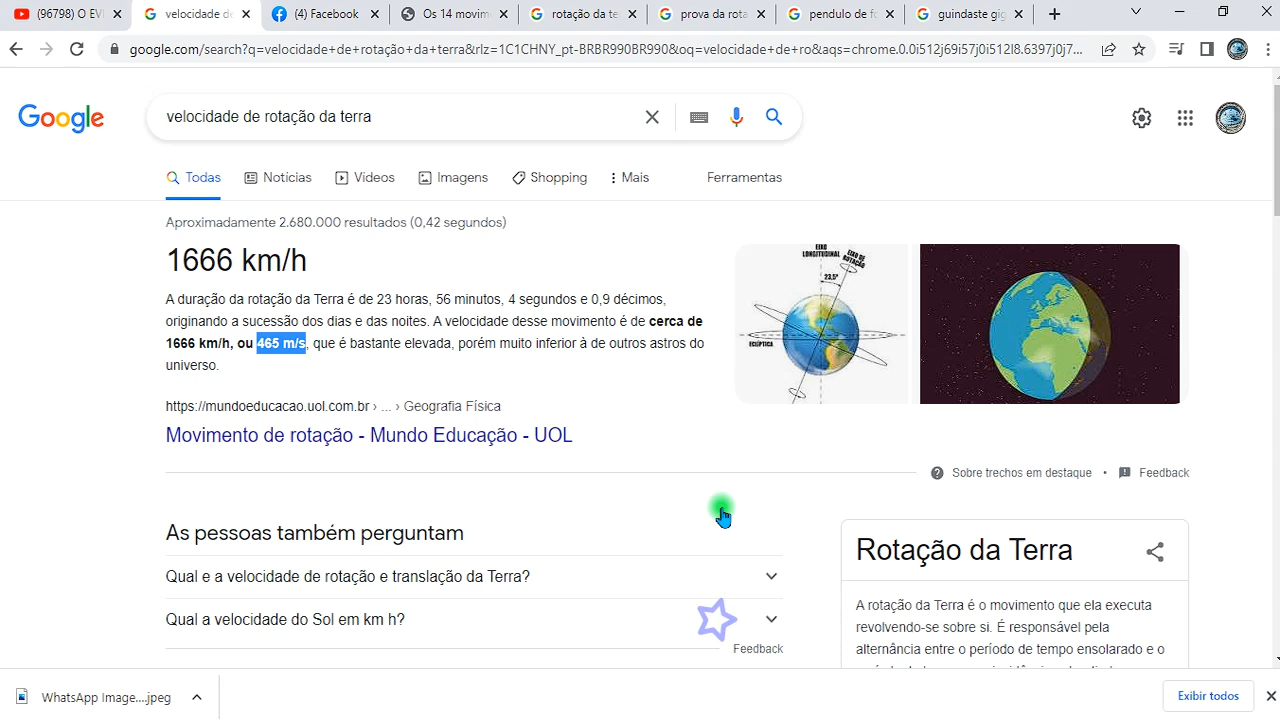 (96798) O EVI
velocidade de
(4) Facebook
Os 14 movim
rotação da te
prova da rota
pendulo de fo
guindaste gig
google.com/search?q=velocidade+de+rotação+da+terra&rlz=1C1CHNY_pt-BRBR990BR990&oq=velocidade+de+ro&aqs=chrome.0.0i512j69i57j0i512l8.6397j0j7...
Google
velocidade de rotação da terra
Todas
Notícias
Vídeos
Imagens
Shopping
Mais
Ferramentas
Aproximadamente 2.680.000 resultados (0,42 segundos)
1666 km/h
A duração da rotação da Terra é de 23 horas, 56 minutos, 4 segundos e 0,9 décimos,
originando a sucessão dos dias e das noites. A velocidade desse movimento é de cerca de
1666 km/h, ou 465 m/s, que é bastante elevada, porém muito inferior à de outros astros do
universo.
EIXO
LONGITUDINAL
EIXO DE
ROTAÇÃO
23,5°
ECLÍPTICA
https://mundoeducacao.uol.com.br › ... › Geografia Física
Movimento de rotação - Mundo Educação - UOL
Sobre trechos em destaque • Feedback
As pessoas também perguntam
Qual e a velocidade de rotação e translação da Terra?
Qual a velocidade do Sol em km h?
Feedback
Rotação da Terra
A rotação da Terra é o movimento que ela executa
revolvendo-se sobre si. É responsável pela
alternância entre o período de tempo ensolarado e o
WhatsApp Image....jpeg
Exibir todos